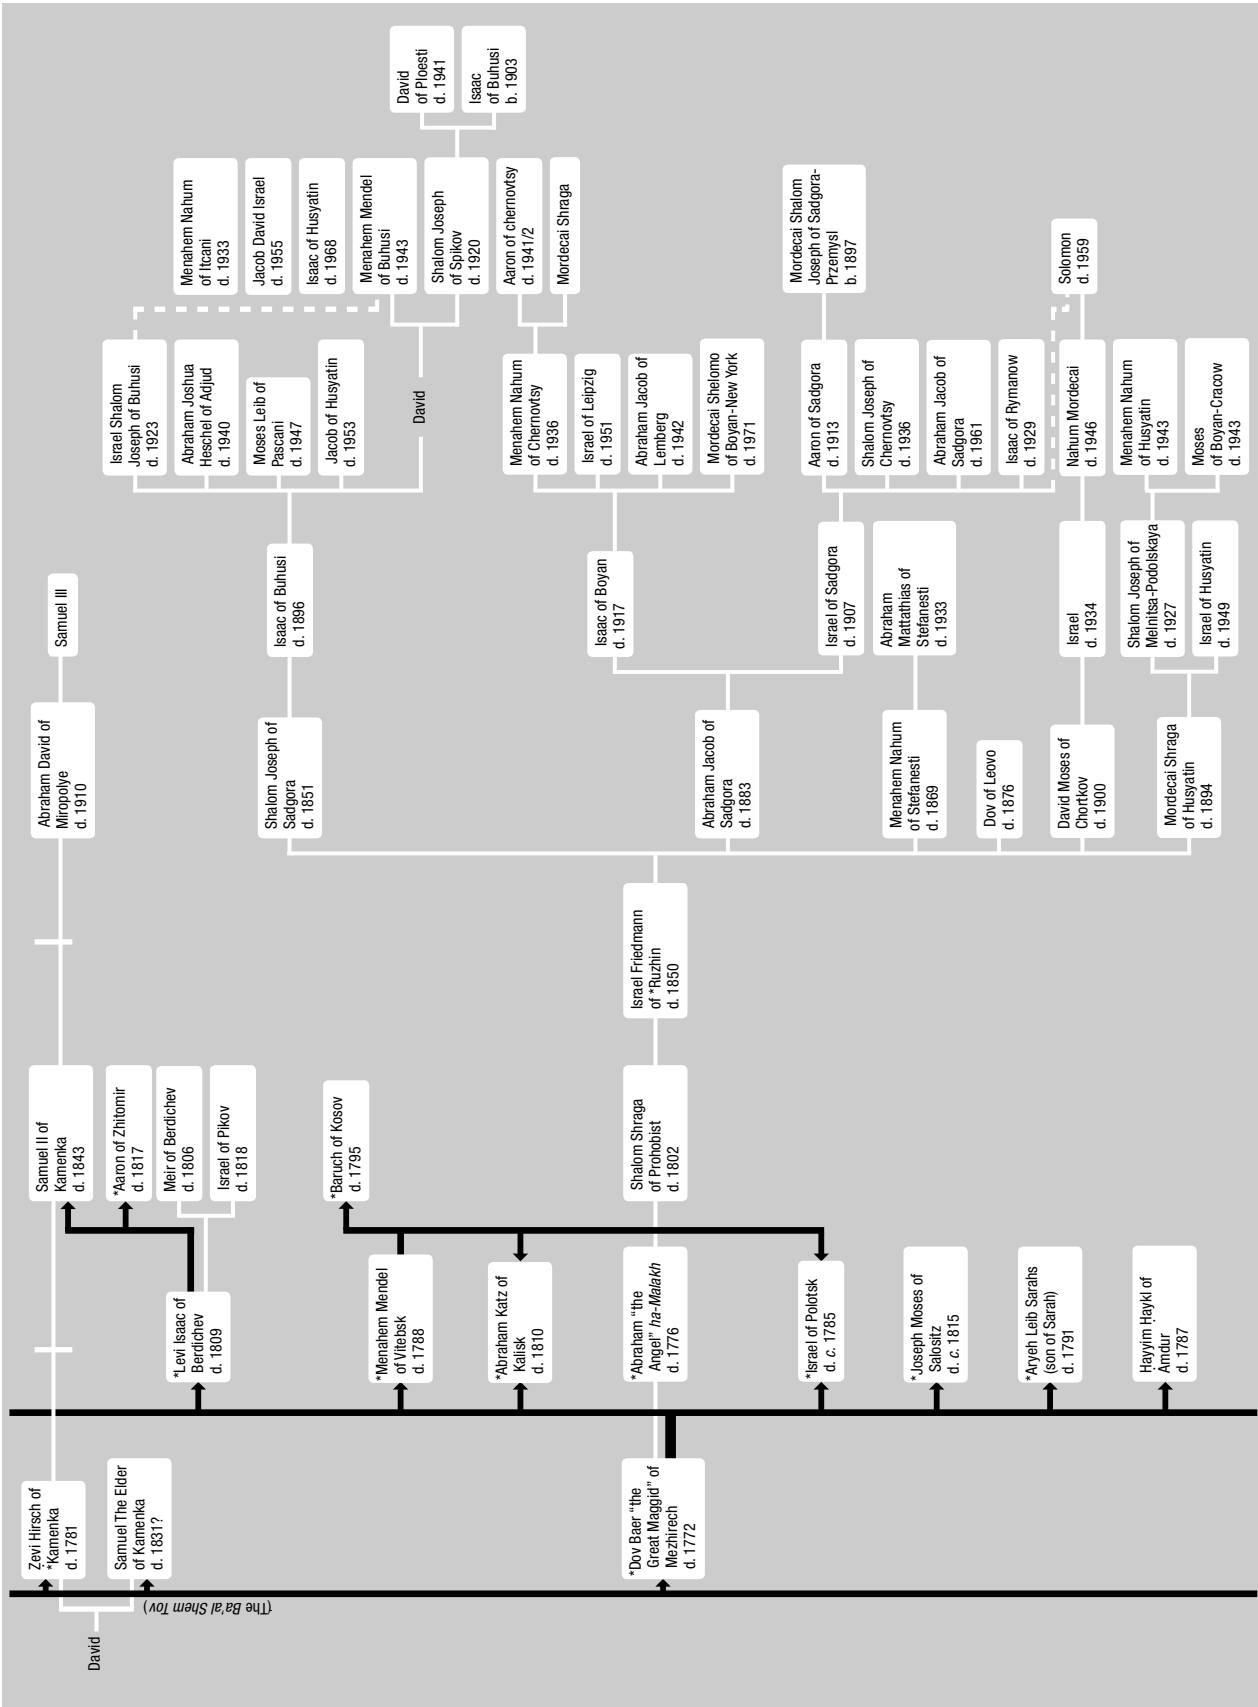 David
(The Ba'al Shem Tov)
Ẓevi Hirsch of
*Kamenka
d. 1781
Samuel The Elder
of Kamenka
d. 1831?
*Dov Baer “the
Great Maggid” of
Mezhirech
d. 1772
*Levi Isaac of
Berdichev
d. 1809
*Menahem Mendel
of Vitebsk
d. 1788
*Abraham Katz of
Kalisk
d. 1810
*Abraham “the
Angel” ha-Malakh
d. 1776
*Israel of Polotsk
d. c. 1785
*Joseph Moses of
Salositz
d. c. 1815
*Aryeh Leib Sarahs
(son of Sarah)
d. 1791
Ḥayyim Ḥaykl of
Amdur
d. 1787
Samuel II of
Kamenka
d. 1843
*Aaron of Zhitomir
d. 1817
Meir of Berdichev
d. 1806
Israel of Pikov
d. 1818
*Baruch of Kosov
d. 1795
Shalom Shraga
of Prohobist
d. 1802
Israel Friedmann
of *Ruzhin
d. 1850
Abraham David of
Miropolye
d. 1910
Shalom Joseph of
Sadgora
d. 1851
Abraham Jacob of
Sadgora
d. 1883
Menahem Nahum
of Stefanesti
d. 1869
Dov of Leovo
d. 1876
David Moses of
Chortkov
d. 1900
Mordecai Shraga
of Husyatin
d. 1894
Samuel III
Isaac of Buhusi
d. 1896
Isaac of Boyan
d. 1917
Israel of Sadgora
d. 1907
Abraham
Mattathias of
Stefanesti
d. 1933
Israel
d. 1934
Shalom Joseph of
Melnitsa-Podolskaya
d. 1927
Israel of Husyatin
d. 1949
Israel Shalom
Joseph of Buhusi
d. 1923
Abraham Joshua
Heschel of Adjud
d. 1940
Moses Leib of
Pascani
d. 1947
Jacob of Husyatin
d. 1953
David
Menahem Nahum
of Chernovtsy
d. 1936
Israel of Leipzig
d. 1951
Abraham Jacob of
Lemberg
d. 1942
Mordecai Shelomo
of Boyan-New York
d. 1971
Aaron of Sadgora
d. 1913
Shalom Joseph of
Chernovtsy
d. 1936
Abraham Jacob of
Sadgora
d. 1961
Isaac of Rymanow
d. 1929
Nahum Mordecai
d. 1946
Menahem Nahum
of Husyatin
d. 1943
Moses
of Boyan-Cracow
d. 1943
Menahem Nahum
of Itcani
d. 1933
Jacob David Israel
d. 1955
Isaac of Husyatin
d. 1968
Menahem Mendel
of Buhusi
d. 1943
Shalom Joseph
of Spikov
d. 1920
Aaron of chernovtsy
d. 1941/2
Mordecai Shraga
Mordecai Shalom
Joseph of Sadgora-
Przemysl
b. 1897
Solomon
d. 1959
David
of Ploesti
d. 1941
Isaac
of Buhusi
b. 1903